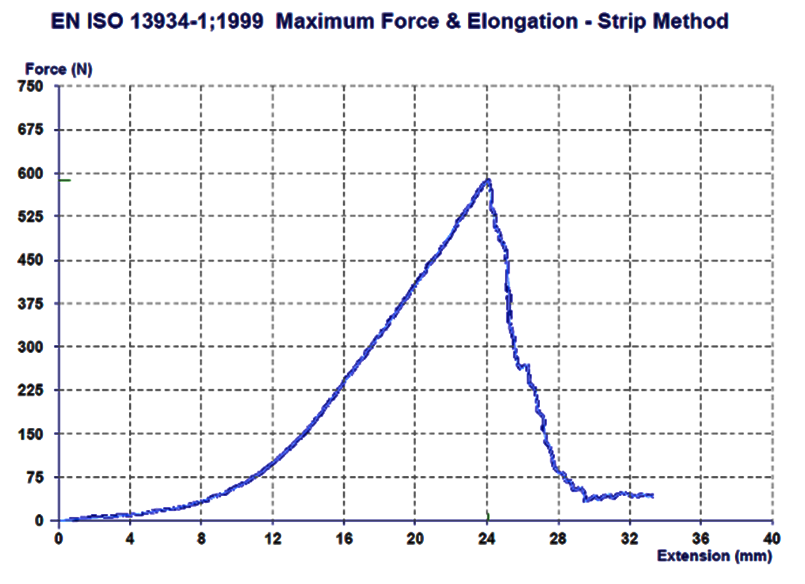 EN ISO 13934-1;1999 Maximum Force & Elongation - Strip Method
Force (N)
750
675
600
525
450
375
300
225
150
75
0
0 4 8 12 16 20 24 28 32 36 40
Extension (mm)